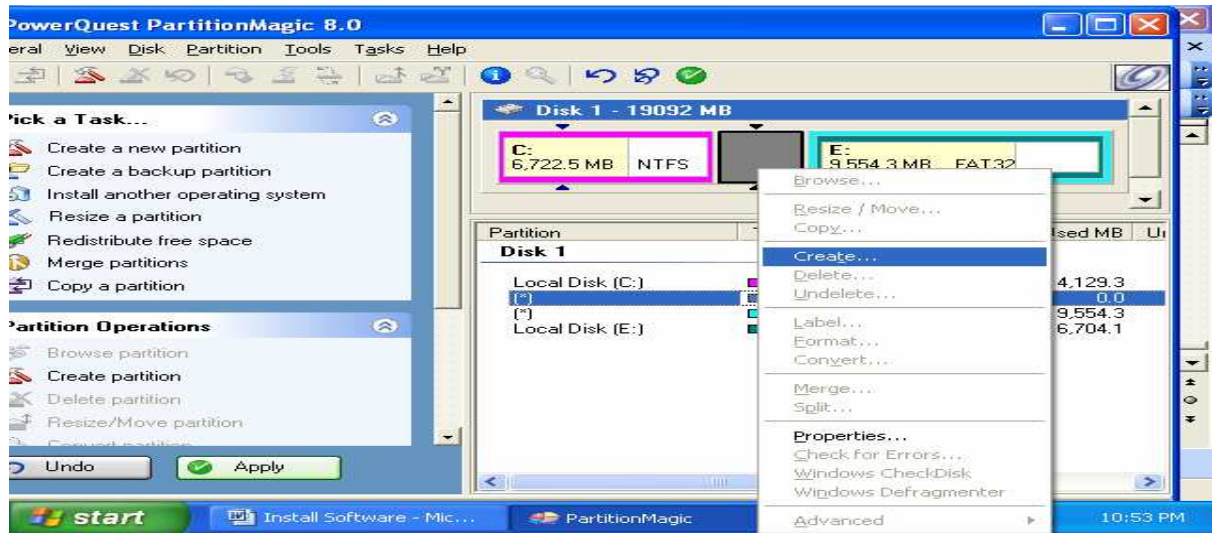 PowerQuest PartitionMagic 8.0
eral View Disk Partition Tools Tasks Help
Pick a Task...
Create a new partition
Create a backup partition
Install another operating system
Resize a partition
Redistribute free space
Merge partitions
Copy a partition
Partition Operations
Browse partition
Create partition
Delete partition
Resize/Move partition
Convert partition
Undo Apply
Disk 1 - 19092 MB
C:
6,722.5 MB NTFS
E:
9,554.3 MB FAT32
Partition Used MB
Disk 1
Local Disk (C:) 4,129.3
(*) 0.0
(*) 9,554.3
Local Disk (E:) 6,704.1
Browse...
Resize / Move...
Copy...
Create...
Delete...
Undelete...
Label...
Format...
Convert...
Merge...
Split...
Properties...
Check for Errors...
Windows CheckDisk
Windows Defragmenter
Advanced
start Install Software - Mic... PartitionMagic 10:53 PM